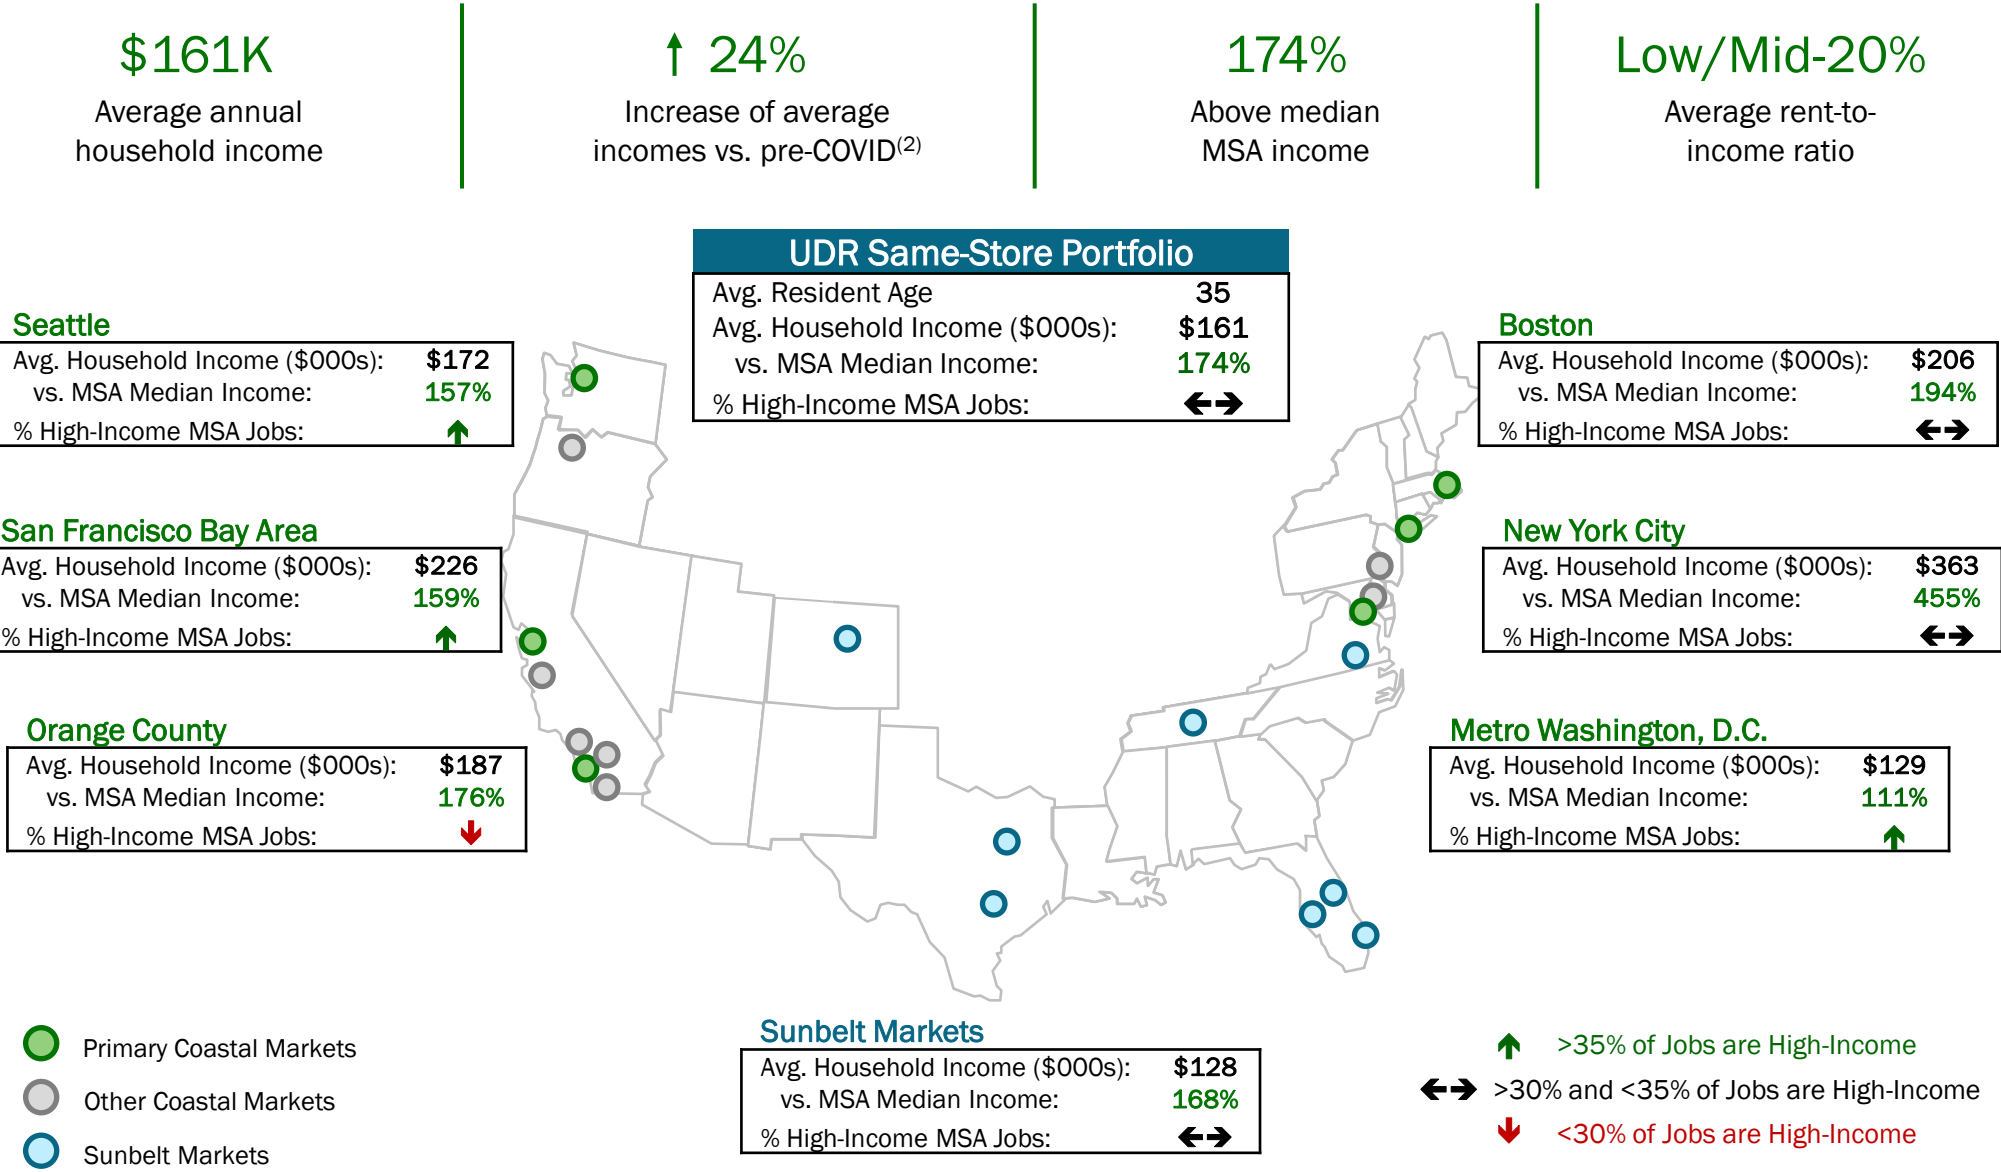 $161K
Average annual
household income
24%
Increase of average
incomes vs. pre-COVID(2)
174%
Above median
MSA income
Low/Mid-20%
Average rent-to-
income ratio
UDR Same-Store Portfolio
Avg. Resident Age 35
Avg. Household Income ($000s): $161
vs. MSA Median Income: 174%
% High-Income MSA Jobs:
Seattle
Avg. Household Income ($000s): $172
vs. MSA Median Income: 157%
% High-Income MSA Jobs:
Boston
Avg. Household Income ($000s): $206
vs. MSA Median Income: 194%
% High-Income MSA Jobs:
San Francisco Bay Area
Avg. Household Income ($000s): $226
vs. MSA Median Income: 159%
% High-Income MSA Jobs:
New York City
Avg. Household Income ($000s): $363
vs. MSA Median Income: 455%
% High-Income MSA Jobs:
Orange County
Avg. Household Income ($000s): $187
vs. MSA Median Income: 176%
% High-Income MSA Jobs:
Metro Washington, D.C.
Avg. Household Income ($000s): $129
vs. MSA Median Income: 111%
% High-Income MSA Jobs:
Sunbelt Markets
Avg. Household Income ($000s): $128
vs. MSA Median Income: 168%
% High-Income MSA Jobs:
Primary Coastal Markets
Other Coastal Markets
Sunbelt Markets
>35% of Jobs are High-Income
>30% and <35% of Jobs are High-Income
<30% of Jobs are High-Income